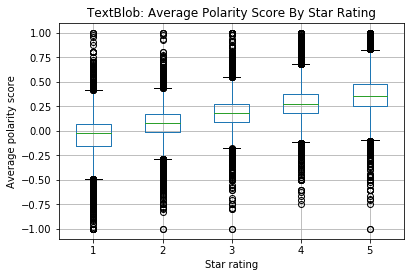 TextBlob: Average Polarity Score By Star Rating
1.00
0.75
0.50
0.25
0.00
−0.25
−0.50
−0.75
−1.00
Average polarity score
1 2 3 4 5
Star rating